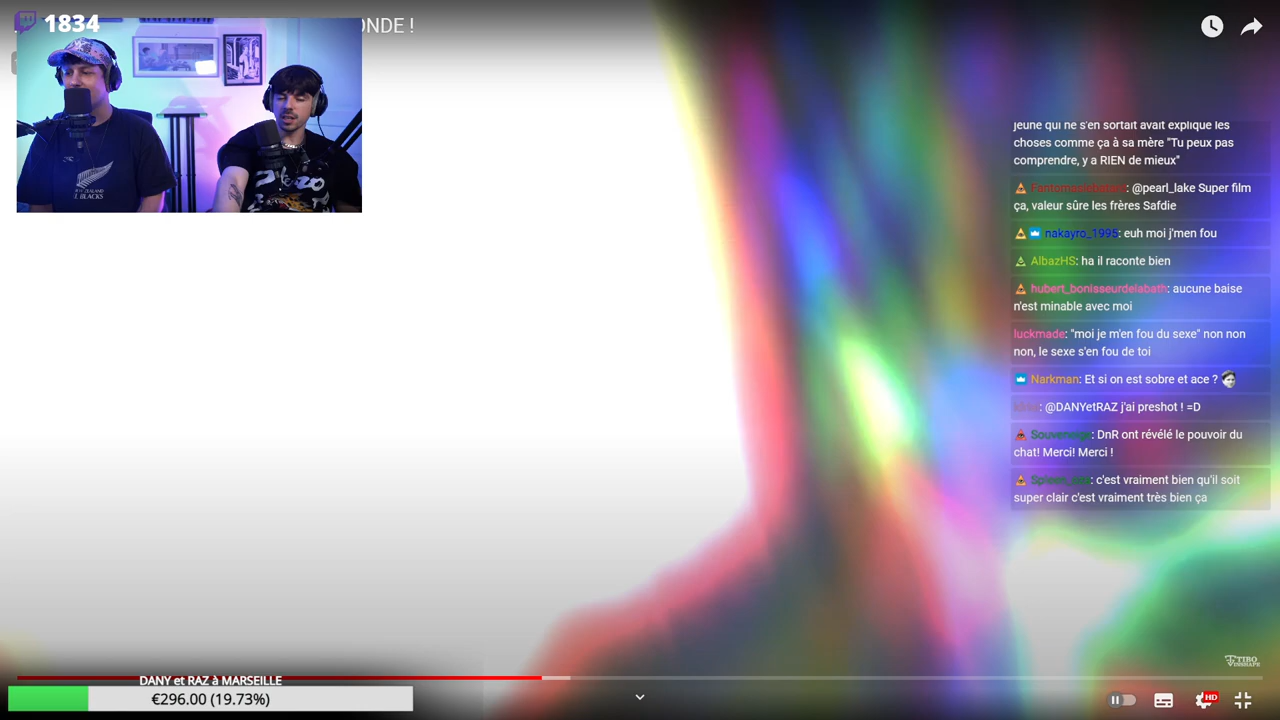 1834
ONDE !
jeune qui ne s'en sortait avait expliqué les
choses comme ça à sa mère "Tu peux pas
comprendre, y a RIEN de mieux"
: @pearl_lake Super film
ça, valeur sûre les frères Safdie
nakayro_1995: euh moi j'men fou
AlbazHS: ha il raconte bien
hubert_bonisseurdelabath: aucune baise
n'est minable avec moi
luckmade: "moi je m'en fou du sexe" non non
non, le sexe s'en fou de toi
Narkman: Et si on est sobre et ace ?
: @DANYetRAZ j'ai preshot ! =D
: DnR ont révélé le pouvoir du
chat! Merci! Merci !
: c'est vraiment bien qu'il soit
super clair c'est vraiment très bien ça
TIBO
INSHAPE
DANY et RAZ à MARSEILLE
€296.00 (19.73%)
HD